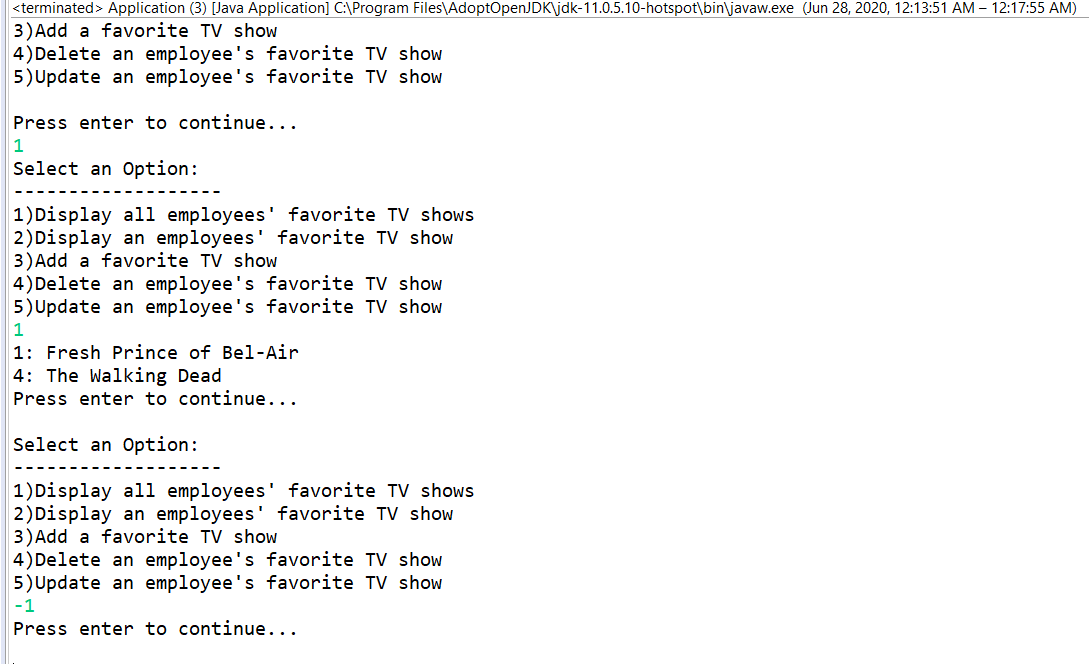 <terminated> Application (3) [Java Application] C:\Program Files\AdoptOpenJDK\jdk-11.0.5.10-hotspot\bin\javaw.exe (Jun 28, 2020, 12:13:51 AM – 12:17:55 AM)
3)Add a favorite TV show
4)Delete an employee's favorite TV show
5)Update an employee's favorite TV show
Press enter to continue...
1
Select an Option:
-------------------
1)Display all employees' favorite TV shows
2)Display an employees' favorite TV show
3)Add a favorite TV show
4)Delete an employee's favorite TV show
5)Update an employee's favorite TV show
1
1: Fresh Prince of Bel-Air
4: The Walking Dead
Press enter to continue...
Select an Option:
-------------------
1)Display all employees' favorite TV shows
2)Display an employees' favorite TV show
3)Add a favorite TV show
4)Delete an employee's favorite TV show
5)Update an employee's favorite TV show
-1
Press enter to continue...